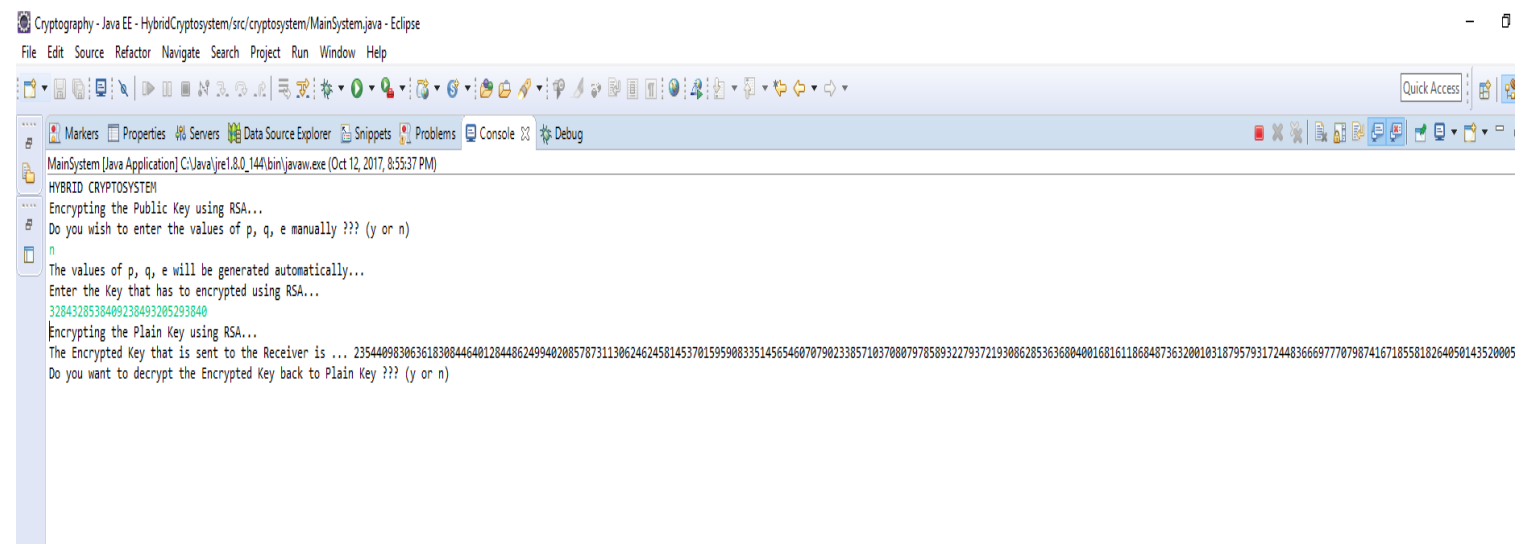 Cryptography - Java EE - HybridCryptosystem/src/cryptosystem/MainSystem.java - Eclipse
File Edit Source Refactor Navigate Search Project Run Window Help
Quick Access
Markers Properties Servers Data Source Explorer Snippets Problems Console Debug
MainSystem [Java Application] C:\Java\jre1.8.0_144\bin\javaw.exe (Oct 12, 2017, 8:55:37 PM)
HYBRID CRYPTOSYSTEM
Encrypting the Public Key using RSA...
Do you wish to enter the values of p, q, e manually ??? (y or n)
n
The values of p, q, e will be generated automatically...
Enter the Key that has to encrypted using RSA...
3284328538409238493205293840
Encrypting the Plain Key using RSA...
The Encrypted Key that is sent to the Receiver is ...
Do you want to decrypt the Encrypted Key back to Plain Key ??? (y or n)